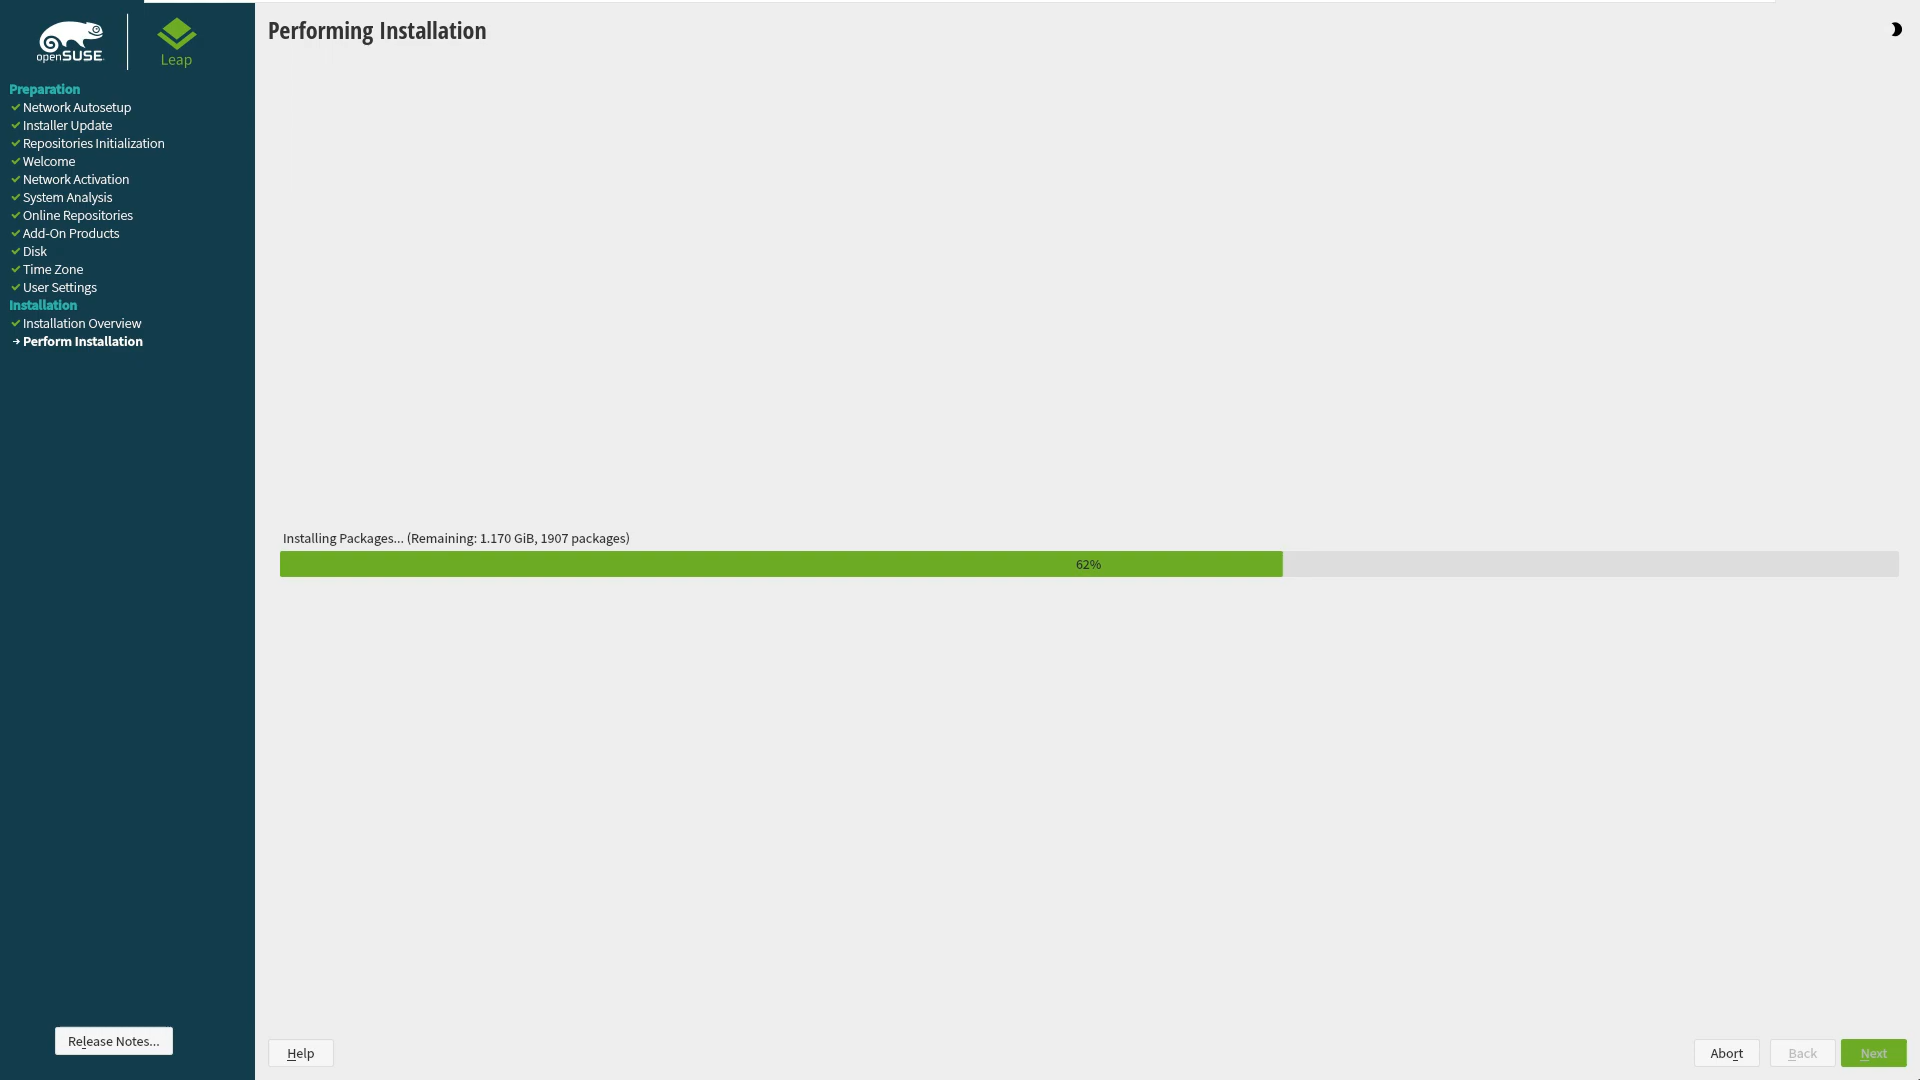 openSUSE
Leap
Performing Installation
Preparation
Network Autosetup
Installer Update
Repositories Initialization
Welcome
Network Activation
System Analysis
Online Repositories
Add-On Products
Disk
Time Zone
User Settings
Installation
Installation Overview
Perform Installation
Installing Packages... (Remaining: 1.170 GiB, 1907 packages)
62%
Release Notes...
Help
Abort
Back
Next